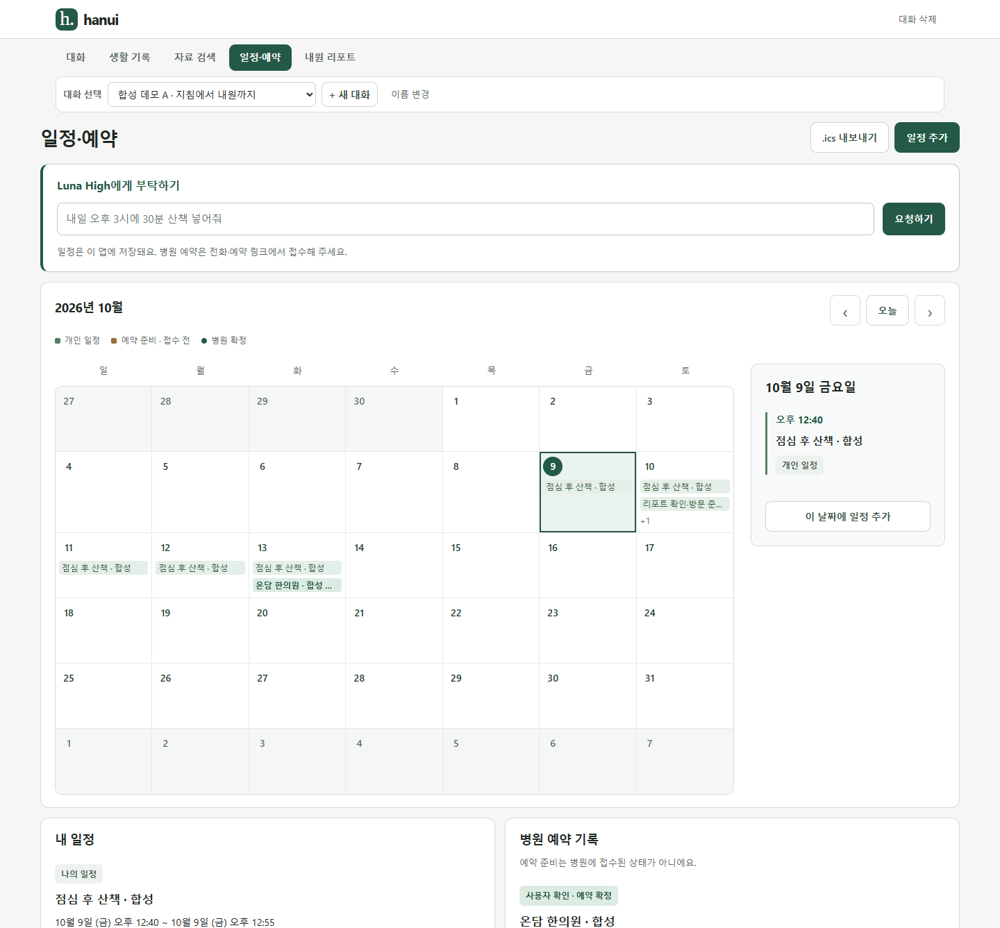 h. hanui
대화 삭제
대화 생활 기록 자료 검색 일정·예약 내원 리포트
대화 선택 합성 데모 A · 지침에서 내원까지 + 새 대화 이름 변경
일정·예약
.ics 내보내기 일정 추가
Luna High에게 부탁하기
내일 오후 3시에 30분 산책 넣어줘 요청하기
일정은 이 앱에 저장돼요. 병원 예약은 전화·예약 링크에서 접수해 주세요.
2026년 10월
‹ 오늘 ›
개인 일정 예약 준비 · 접수 전 병원 확정
일 월 화 수 목 금 토
27 28 29 30 1 2 3
4 5 6 7 8 9 10
점심 후 산책 · 합성 점심 후 산책 · 합성
리포트 확인·방문 준...
+1
11 12 13 14 15 16 17
점심 후 산책 · 합성 점심 후 산책 · 합성 점심 후 산책 · 합성
온담 한의원 · 합성 ...
18 19 20 21 22 23 24
25 26 27 28 29 30 31
1 2 3 4 5 6 7
10월 9일 금요일
오후 12:40
점심 후 산책 · 합성
개인 일정
이 날짜에 일정 추가
내 일정
나의 일정
점심 후 산책 · 합성
10월 9일 (금) 오후 12:40 ~ 10월 9일 (금) 오후 12:55
병원 예약 기록
예약 준비는 병원에 접수된 상태가 아니에요.
사용자 확인 · 예약 확정
온담 한의원 · 합성